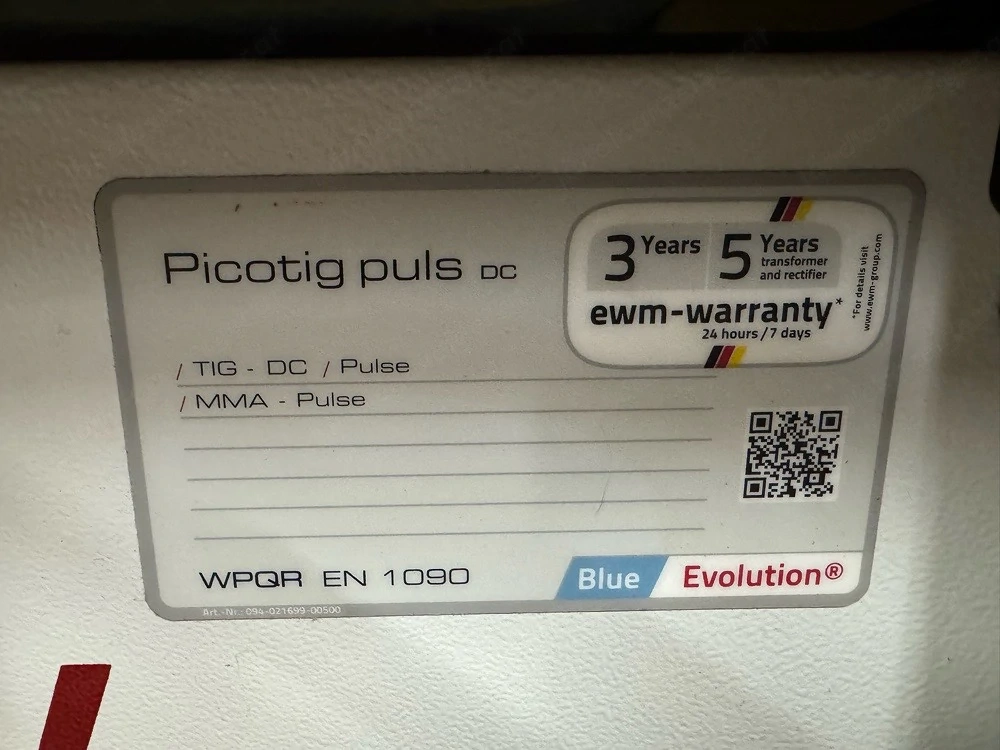 Picotig puls DC
3 Years 5 Years
transformer
and rectifier
ewm-warranty*
24 hours / 7 days
*For details visit
www.ewm-group.com
/ TIG - DC / Pulse
/ MMA - Pulse
WPQR EN 1090
Blue Evolution®
Art.-Nr.: 094-021699-00500